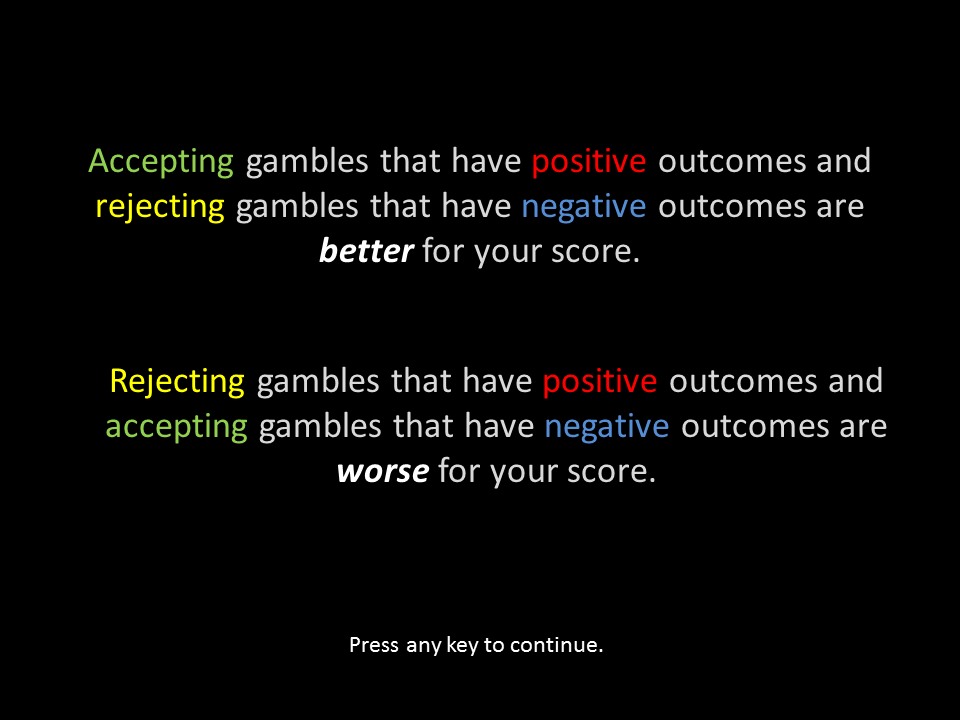 Accepting gambles that have positive outcomes and
rejecting gambles that have negative outcomes are
better for your score.
Rejecting gambles that have positive outcomes and
accepting gambles that have negative outcomes are
worse for your score.
Press any key to continue.